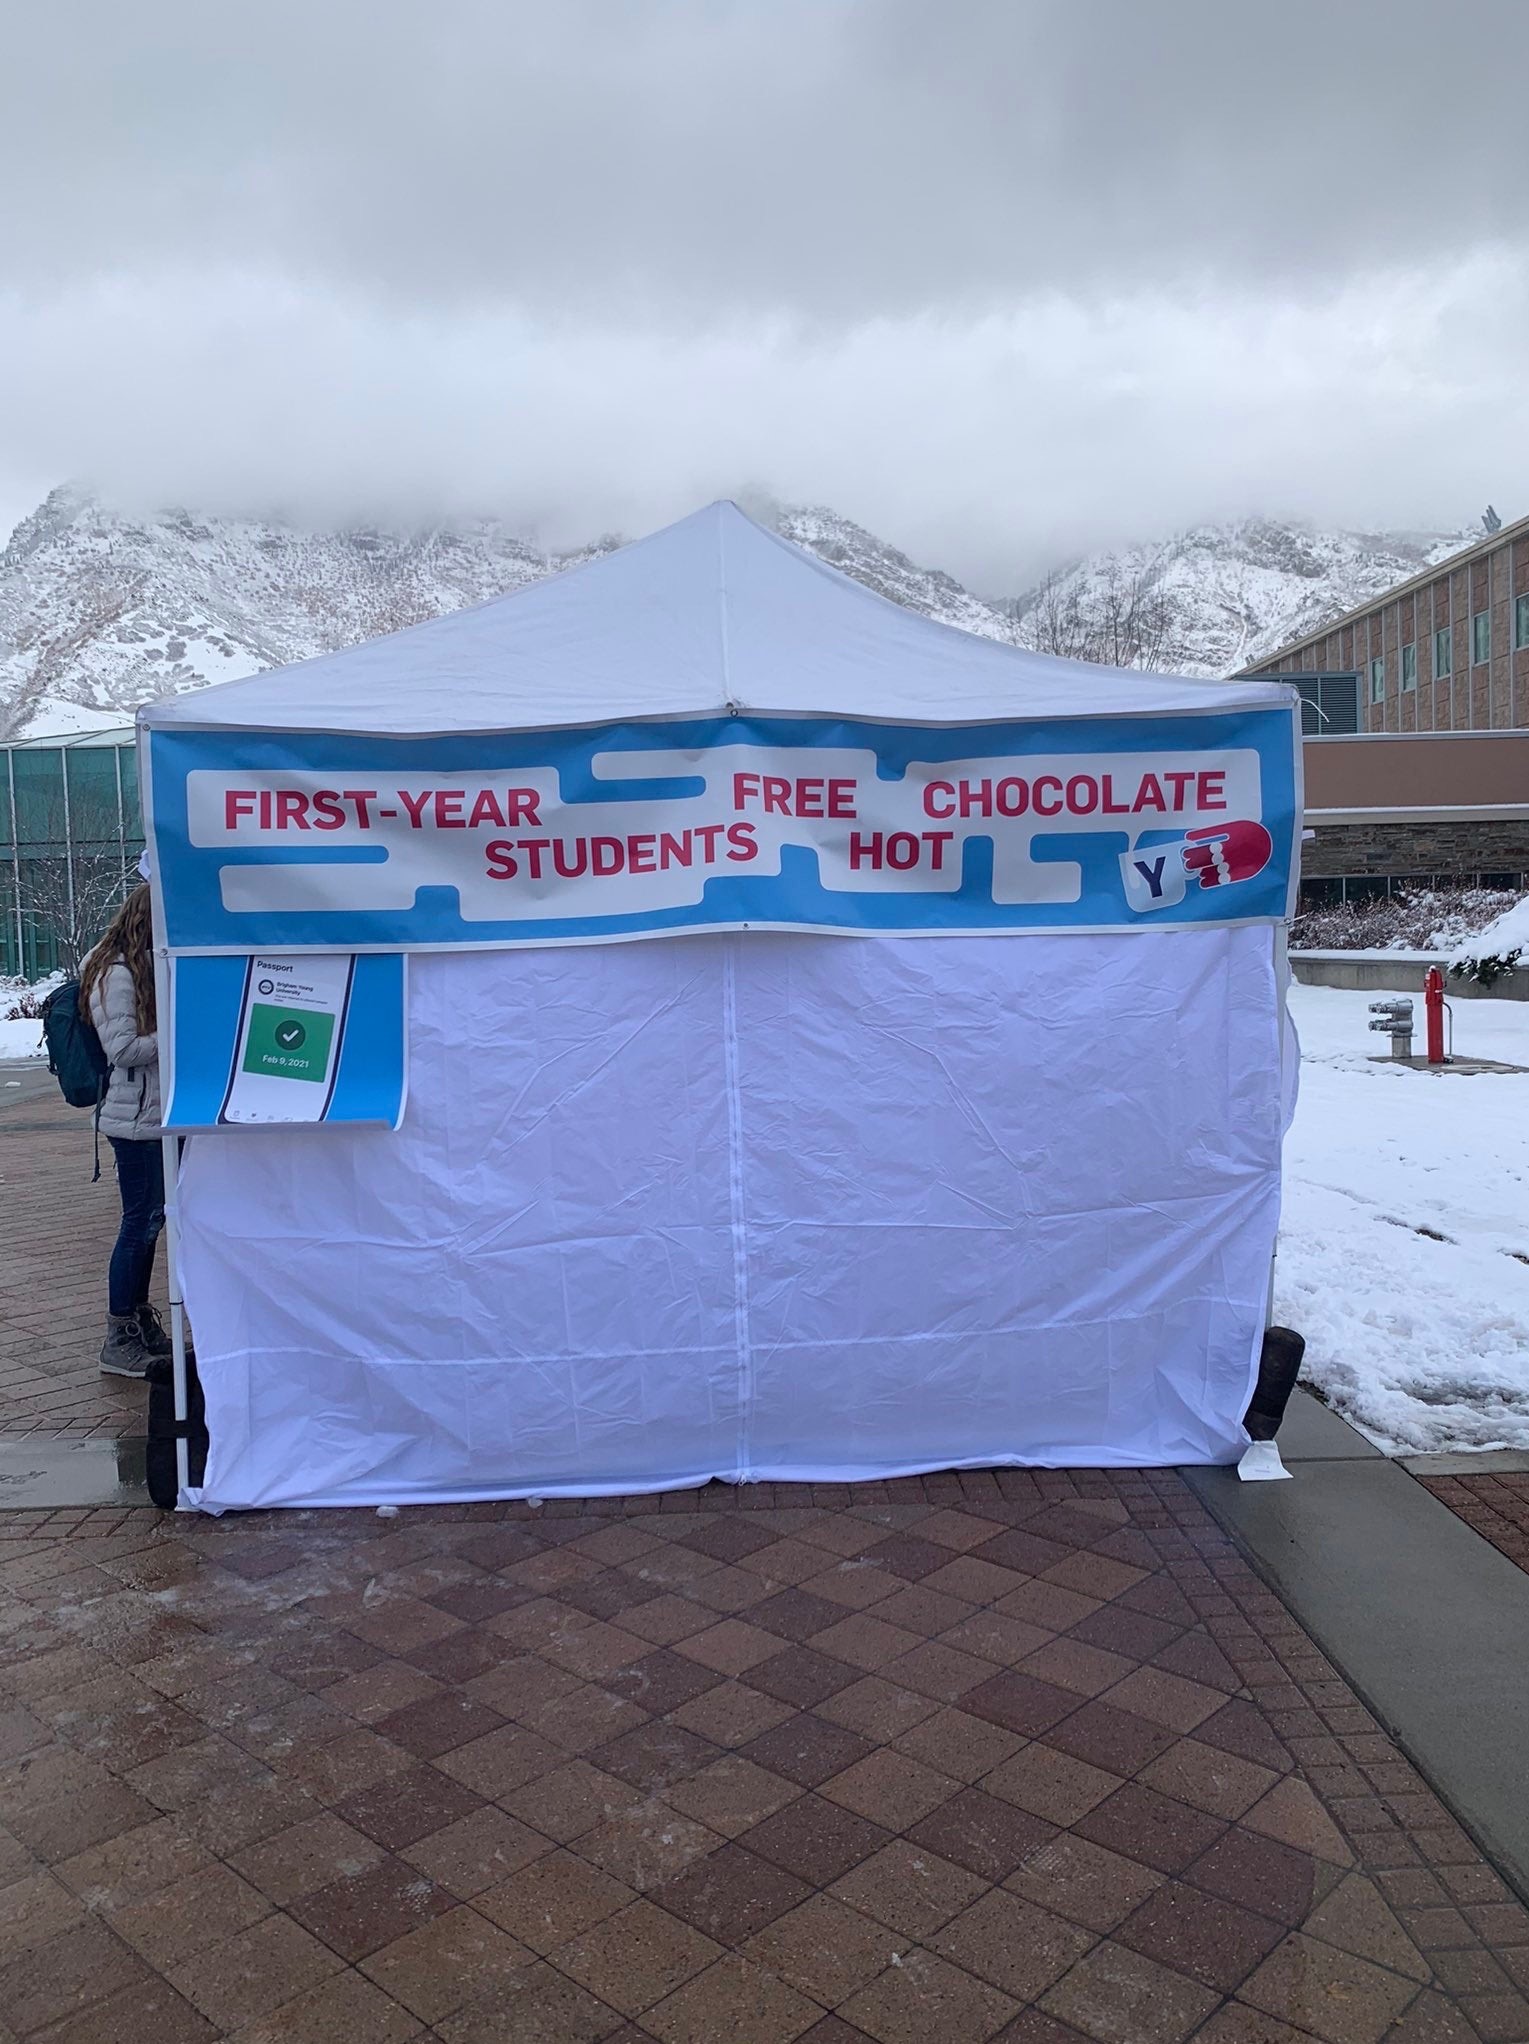 FIRST-YEAR
STUDENTS
FREE
HOT
CHOCOLATE
Y
Passport
Brigham Young
University
Feb 9, 2021